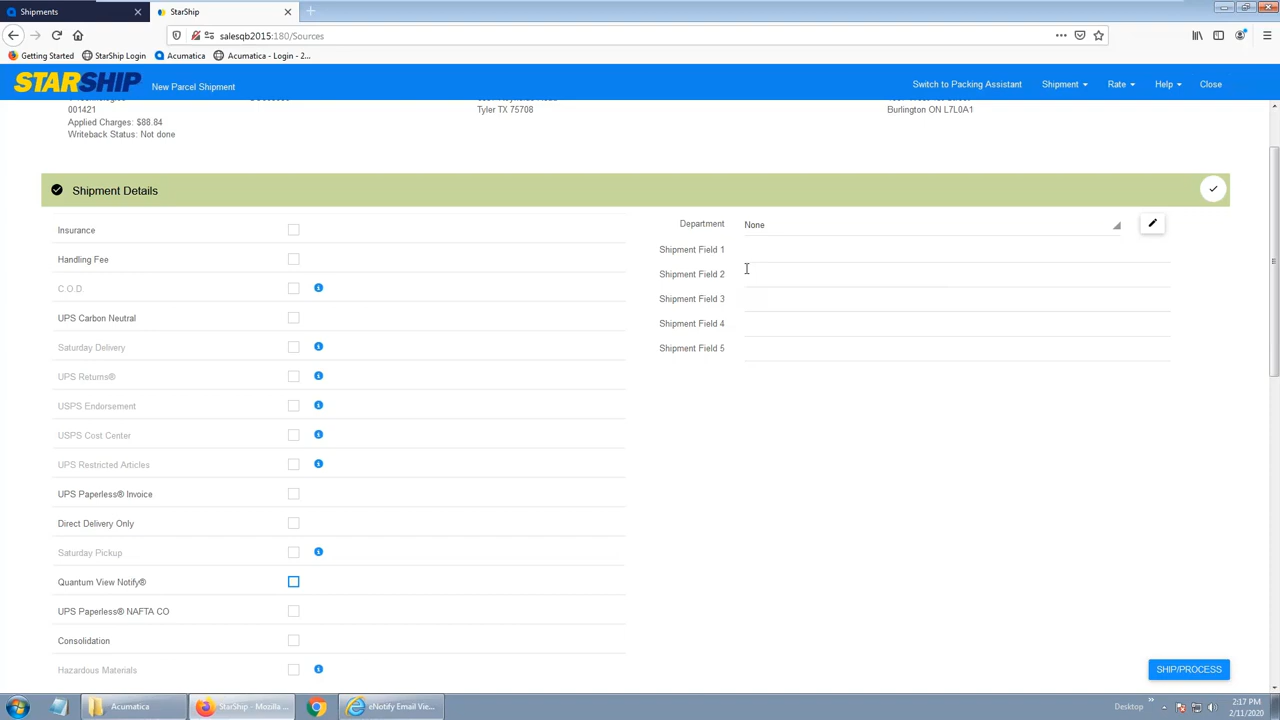 Shipments
StarShip
salesqb2015:180/Sources
Getting Started
StarShip Login
Acumatica
Acumatica - Login - 2...
STARSHIP
New Parcel Shipment
Switch to Packing Assistant
Shipment
Rate
Help
Close
001421
Applied Charges: $88.84
Writeback Status: Not done
Tyler TX 75708
Burlington ON L7L0A1
Shipment Details
Insurance
Handling Fee
C.O.D.
UPS Carbon Neutral
Saturday Delivery
UPS Returns®
USPS Endorsement
USPS Cost Center
UPS Restricted Articles
UPS Paperless® Invoice
Direct Delivery Only
Saturday Pickup
Quantum View Notify®
UPS Paperless® NAFTA CO
Consolidation
Hazardous Materials
Department None
Shipment Field 1
Shipment Field 2
Shipment Field 3
Shipment Field 4
Shipment Field 5
SHIP/PROCESS
Acumatica
StarShip - Mozilla ...
eNotify Email Vie...
Desktop
2:17 PM
2/11/2020